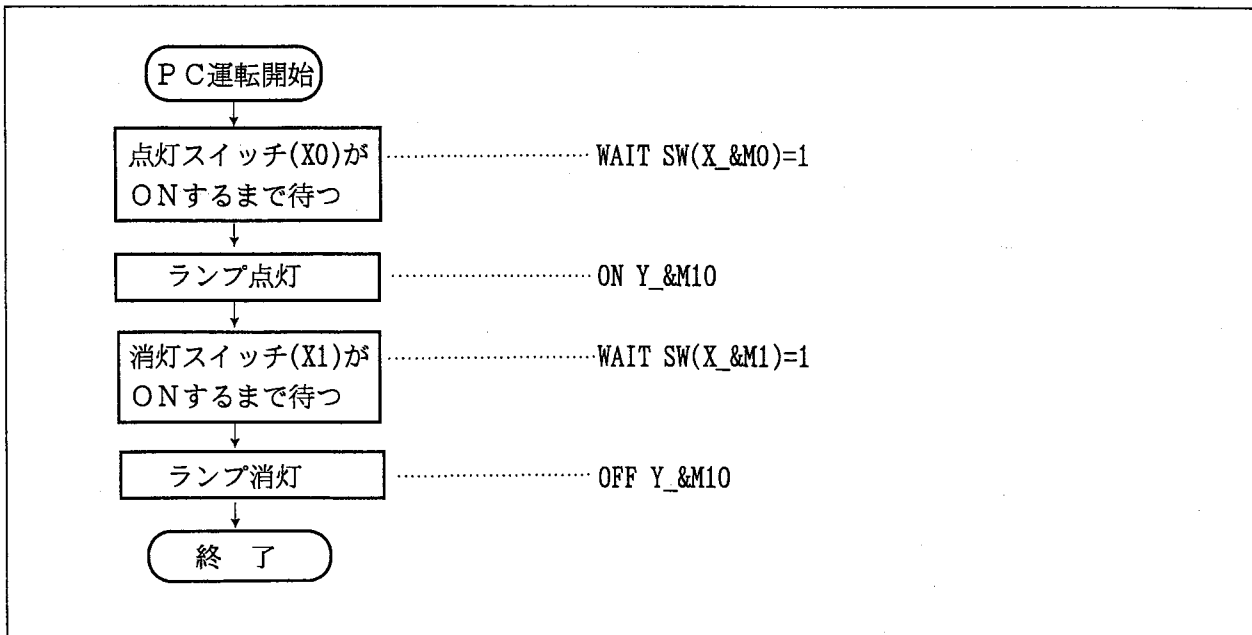 PC運転開始
点灯スイッチ(X0)が
ONするまで待つ
WAIT SW(X_&M0)=1
ランプ点灯
ON Y_&M10
消灯スイッチ(X1)が
ONするまで待つ
WAIT SW(X_&M1)=1
ランプ消灯
OFF Y_&M10
終 了